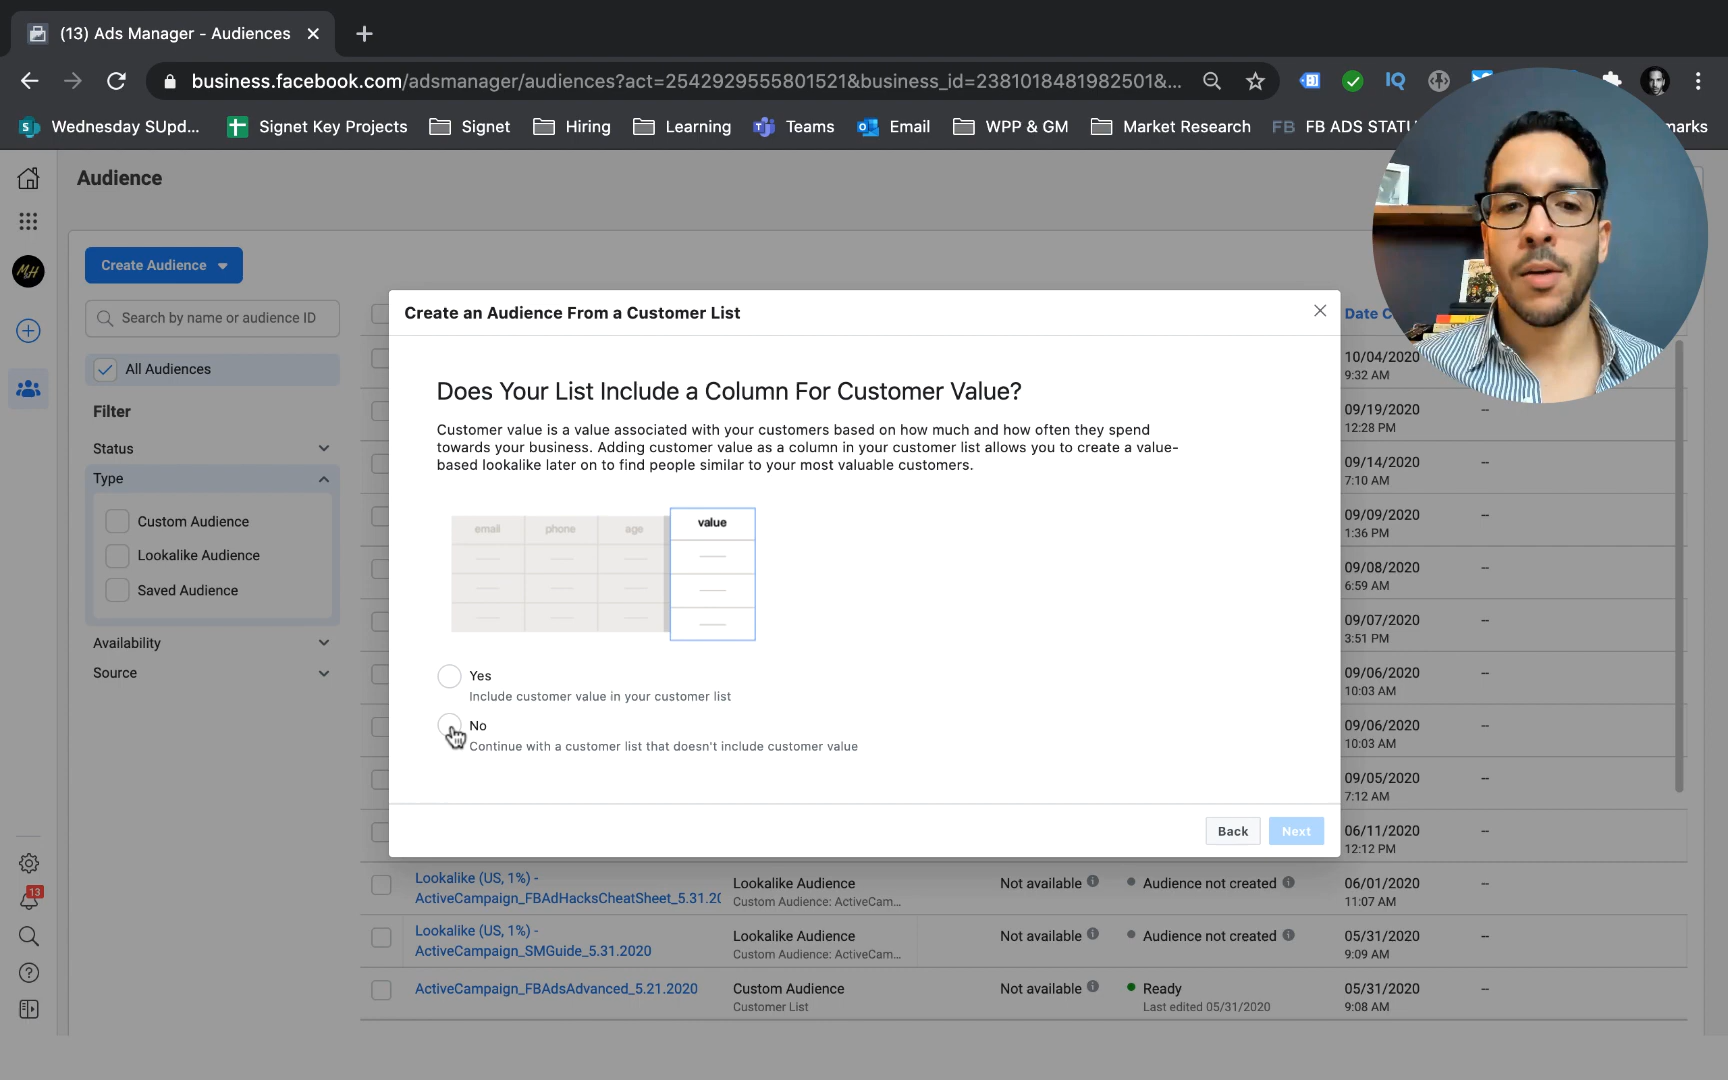 (13) Ads Manager - Audiences
business.facebook.com/adsmanager/audiences?act=2542929555801521&business_id=2381018481982501&...
IQ
Wednesday SUpd...
Signet Key Projects
Signet
Hiring
Learning
Teams
Email
WPP & GM
Market Research
FB FB ADS STATU
Audience
Create Audience
Search by name or audience ID
All Audiences
Filter
Status
Type
Custom Audience
Lookalike Audience
Saved Audience
Availability
Source
13
MH
Create an Audience From a Customer List
Does Your List Include a Column For Customer Value?
Customer value is a value associated with your customers based on how much and how often they spend
towards your business. Adding customer value as a column in your customer list allows you to create a value-
based lookalike later on to find people similar to your most valuable customers.
email phone age value
Yes
Include customer value in your customer list
No
Continue with a customer list that doesn't include customer value
Back
Next
Date C
10/04/2020
9:32 AM
09/19/2020 --
12:28 PM
09/14/2020 --
7:10 AM
09/09/2020 --
1:36 PM
09/08/2020 --
6:59 AM
09/07/2020 --
3:51 PM
09/06/2020 --
10:03 AM
09/06/2020 --
10:03 AM
09/05/2020 --
7:12 AM
06/11/2020 --
12:12 PM
Lookalike (US, 1%) - Lookalike Audience Not available Audience not created 06/01/2020 --
ActiveCampaign_FBAdHacksCheatSheet_5.31.20 Custom Audience: ActiveCam... 11:07 AM
Lookalike (US, 1%) - Lookalike Audience Not available Audience not created 05/31/2020 --
ActiveCampaign_SMGuide_5.31.2020 Custom Audience: ActiveCam... 9:09 AM
ActiveCampaign_FBAdsAdvanced_5.21.2020 Custom Audience Not available Ready 05/31/2020 --
Customer List Last edited 05/31/2020 9:08 AM